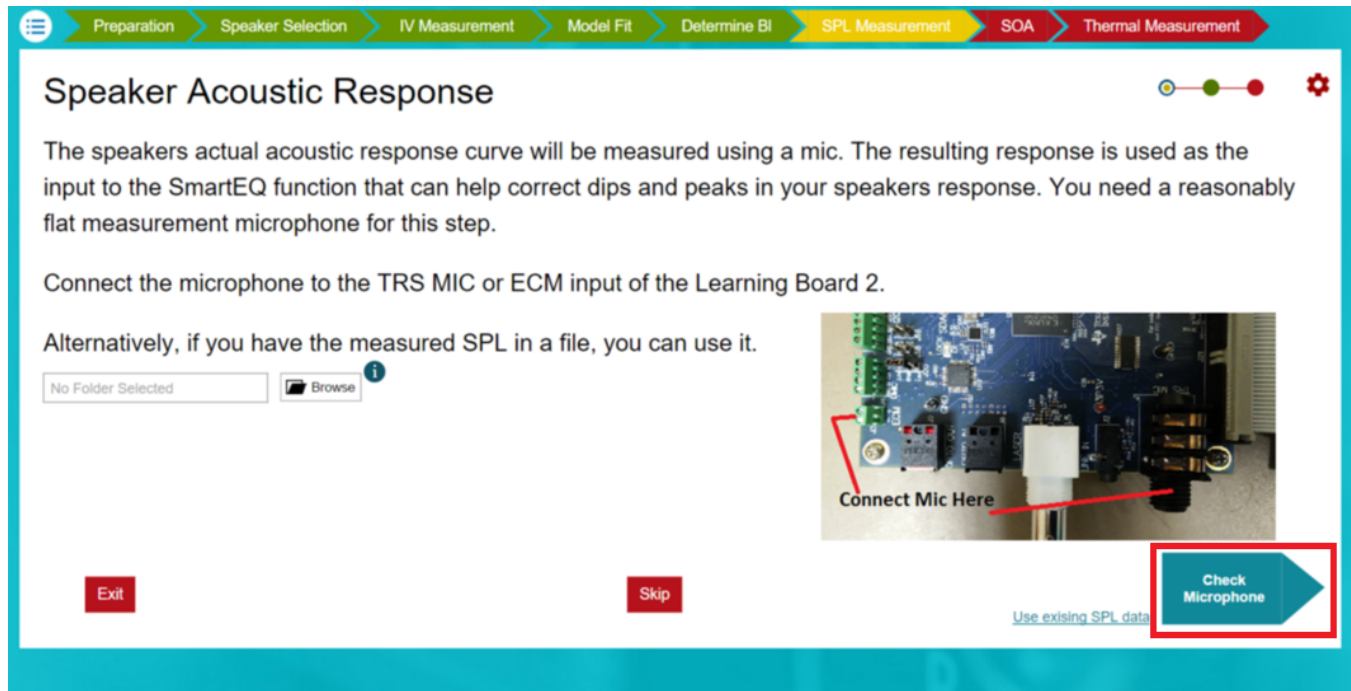 Preparation
Speaker Selection
IV Measurement
Model Fit
Determine BI
SPL Measurement
SOA
Thermal Measurement
Speaker Acoustic Response
The speakers actual acoustic response curve will be measured using a mic. The resulting response is used as the
input to the SmartEQ function that can help correct dips and peaks in your speakers response. You need a reasonably
flat measurement microphone for this step.
Connect the microphone to the TRS MIC or ECM input of the Learning Board 2.
Alternatively, if you have the measured SPL in a file, you can use it.
No Folder Selected
Browse
i
Connect Mic Here
Exit
Skip
Use exising SPL data
Check
Microphone